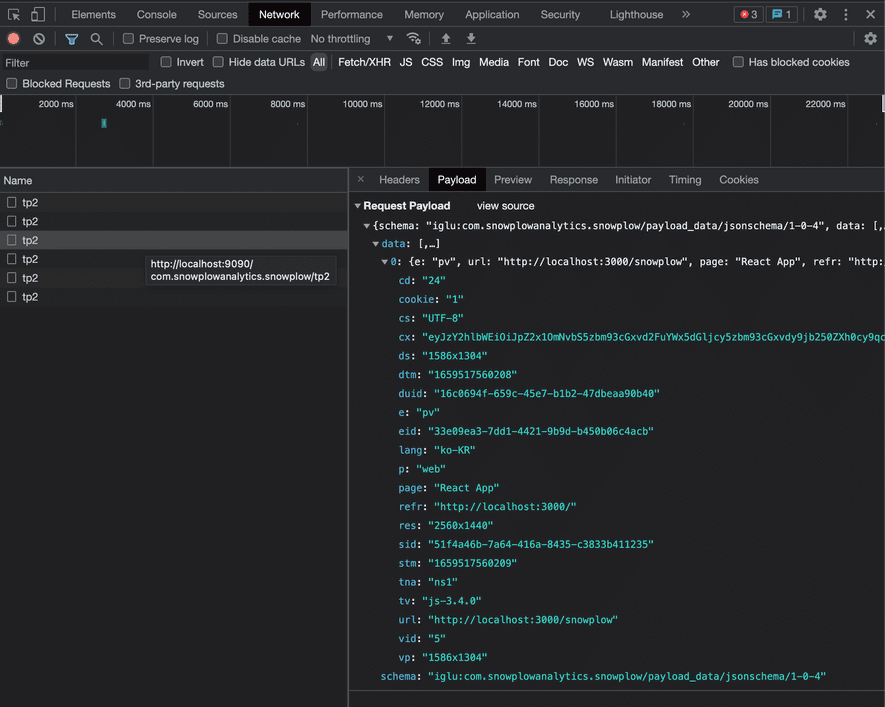 Elements Console Sources Network Performance Memory Application Security Lighthouse » 3 1
Preserve log Disable cache No throttling
Filter Invert Hide data URLs All Fetch/XHR JS CSS Img Media Font Doc WS Wasm Manifest Other Has blocked cookies
Blocked Requests 3rd-party requests
2000 ms 4000 ms 6000 ms 8000 ms 10000 ms 12000 ms 14000 ms 16000 ms 18000 ms 20000 ms 22000 ms
Name
tp2
tp2
tp2
tp2
tp2
tp2
http://localhost:9090/
com.snowplowanalytics.snowplow/tp2
× Headers Payload Preview Response Initiator Timing Cookies
Request Payload view source
{schema: "iglu:com.snowplowanalytics.snowplow/payload_data/jsonschema/1-0-4", data: [,
data: [,…]
0: {e: "pv", url: "http://localhost:3000/snowplow", page: "React App", refr: "http:
cd: "24"
cookie: "1"
cs: "UTF-8"
cx: "eyJzY2hlbWEiOiJpZ2x1OmNvbS5zbm93cGxvd2FuYWx5dGljcy5zbm93cGxvdy9jb250ZXh0cy9qc
ds: "1586x1304"
dtm: "1659517560208"
duid: "16c0694f-659c-45e7-b1b2-47dbeaa90b40"
e: "pv"
eid: "33e09ea3-7dd1-4421-9b9d-b450b06c4acb"
lang: "ko-KR"
p: "web"
page: "React App"
refr: "http://localhost:3000/"
res: "2560x1440"
sid: "51f4a46b-7a64-416a-8435-c3833b411235"
stm: "1659517560209"
tna: "ns1"
tv: "js-3.4.0"
url: "http://localhost:3000/snowplow"
vid: "5"
vp: "1586x1304"
schema: "iglu:com.snowplowanalytics.snowplow/payload_data/jsonschema/1-0-4"